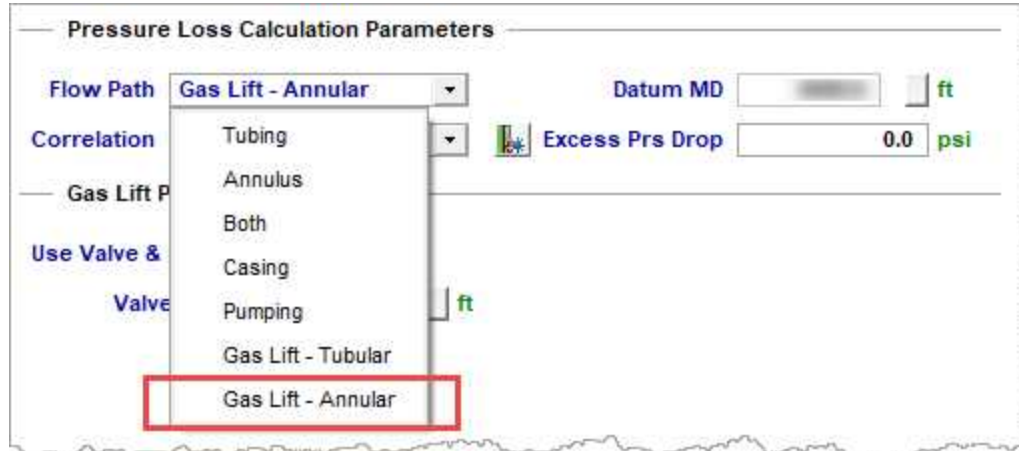 Pressure Loss Calculation Parameters
Flow Path Gas Lift - Annular Datum MD ft
Correlation Tubing Excess Prs Drop 0.0 psi
Annulus
Gas Lift P
Both
Use Valve &
Casing
Valve Pumping ft
Gas Lift - Tubular
Gas Lift - Annular